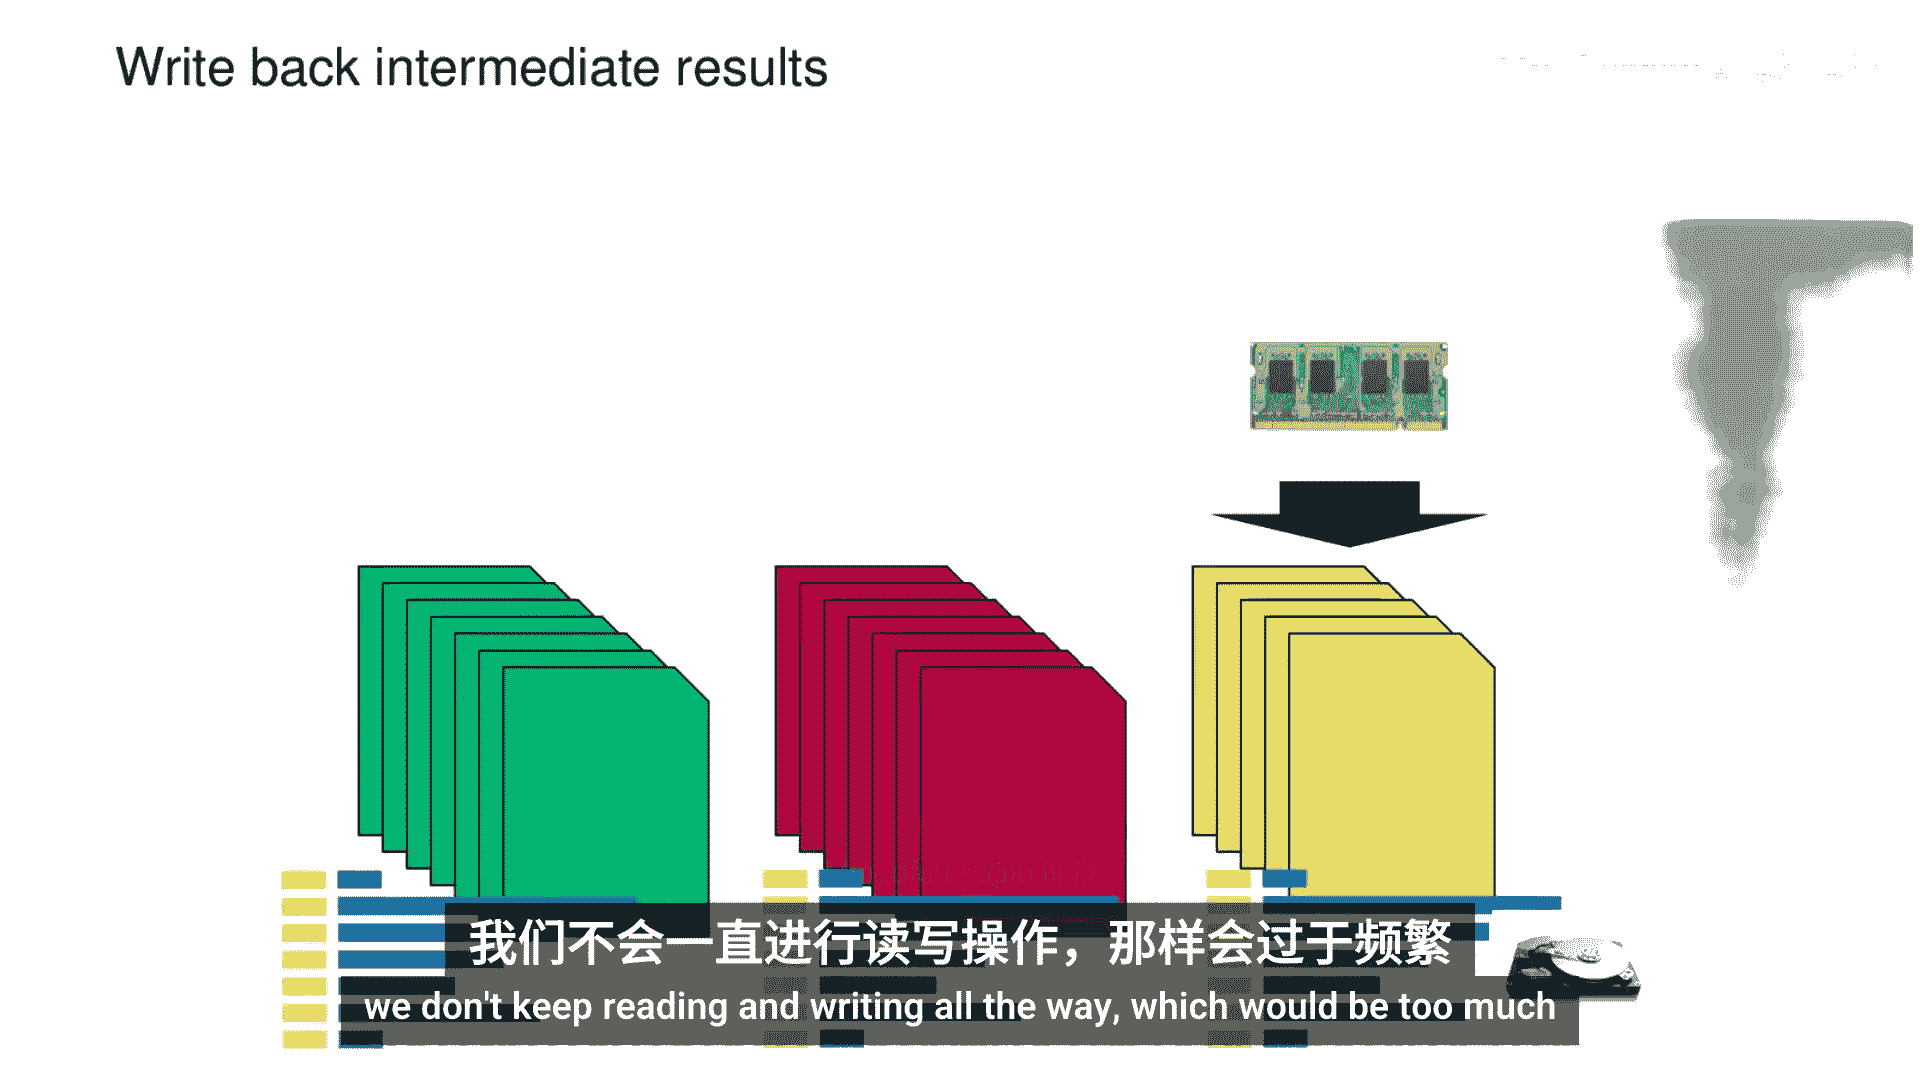 Write back intermediate results
我们不会一直进行读写操作，那样会过于频繁
we don't keep reading and writing all the way, which would be too much